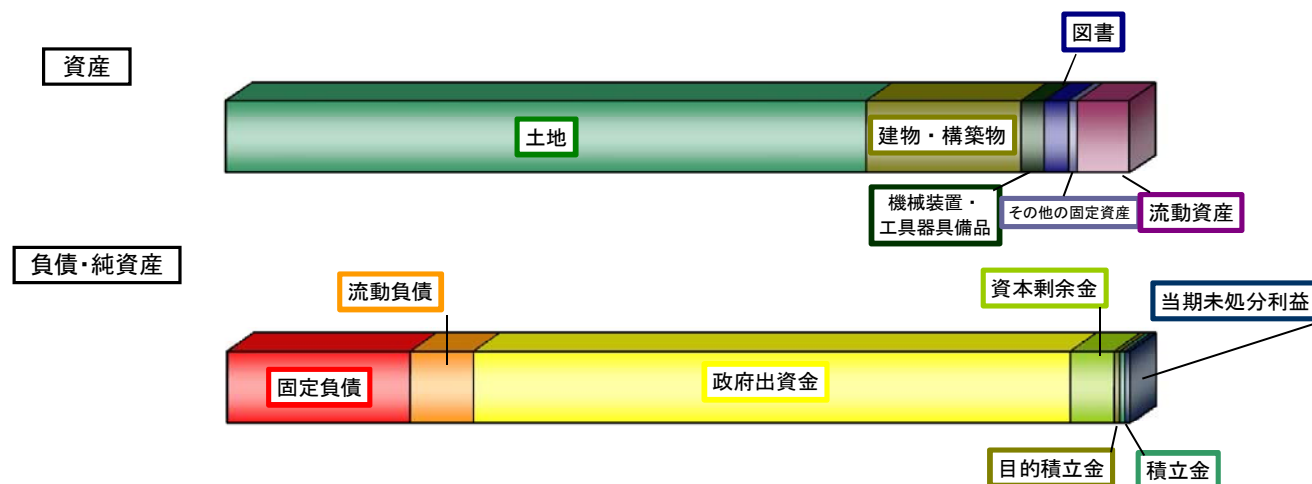 図書
資産
土地
建物・構築物
機械装置・
工具器具備品
その他の固定資産
流動資産
負債・純資産
流動負債
資本剰余金
当期未処分利益
固定負債
政府出資金
目的積立金
積立金